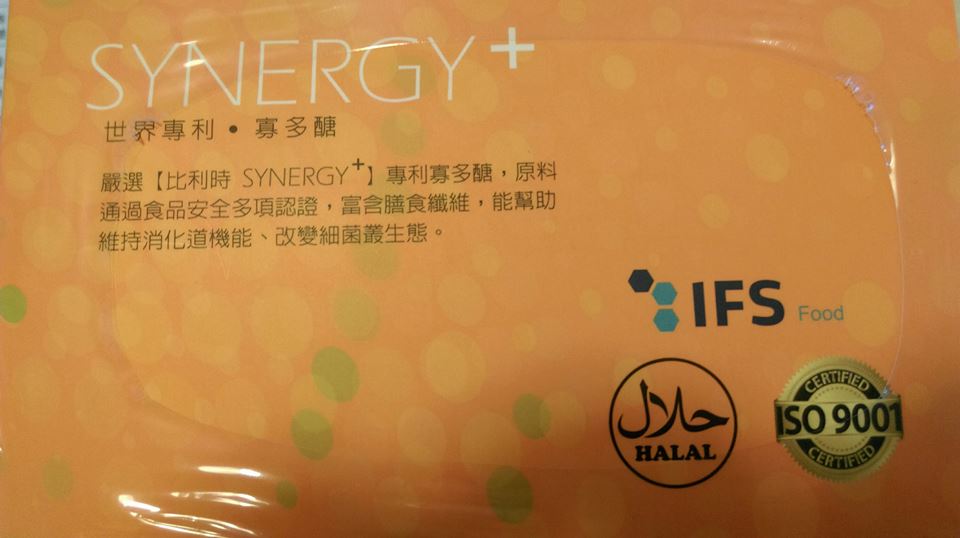 SYNERGY+
世界專利•寡多醣
嚴選【比利時 SYNERGY+】專利寡多醣，原料
通過食品安全多項認證，富含膳食纖維，能幫助
維持消化道機能、改變細菌叢生態。
IFS Food
حلال
HALAL
CERTIFIED
ISO 9001
CERTIFIED